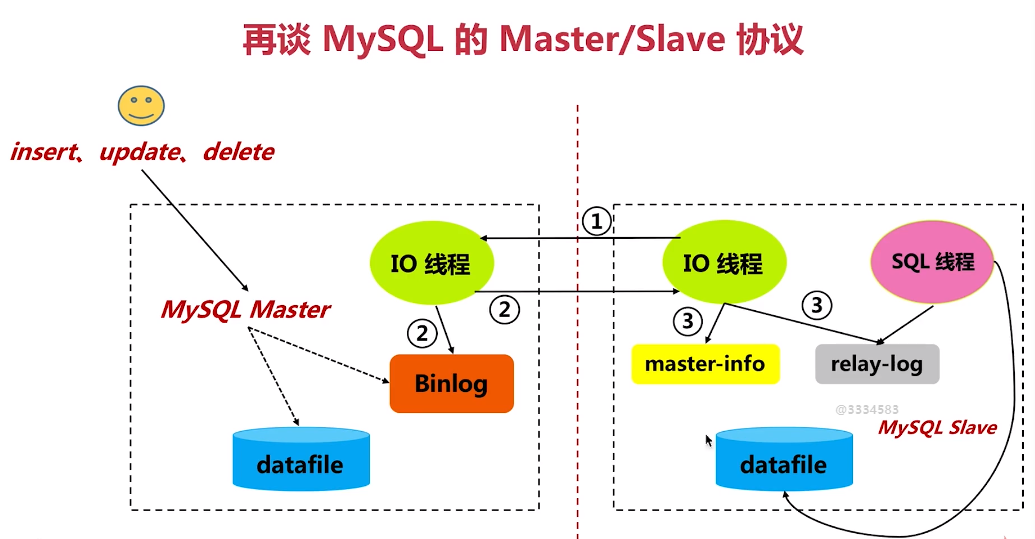 再谈 MySQL 的 Master/Slave 协议
insert、update、delete
①
IO 线程
IO 线程
SQL 线程
MySQL Master
②
②
③
③
Binlog
master-info
relay-log
@3334583
MySQL Slave
datafile
datafile